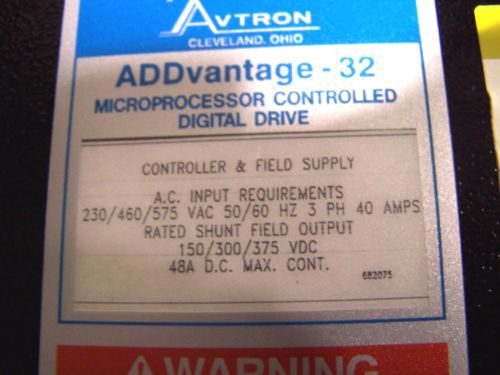 AVTRON
CLEVELAND, OHIO
ADDvantage - 32
MICROPROCESSOR CONTROLLED
DIGITAL DRIVE
CONTROLLER & FIELD SUPPLY
A.C. INPUT REQUIREMENTS
230/460/575 VAC 50/60 HZ 3 PH 40 AMPS
RATED SHUNT FIELD OUTPUT
150/300/375 VDC
48A D.C. MAX. CONT.
682075
WARNING